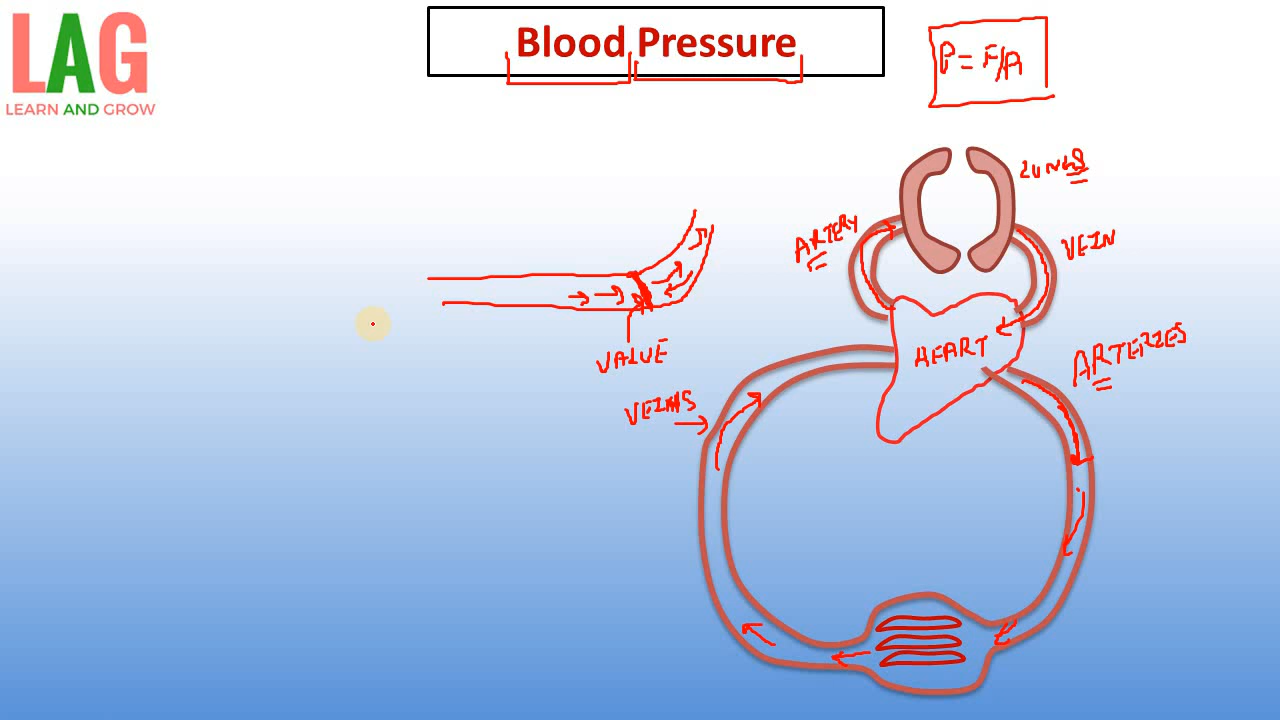 LAG
LEARN AND GROW
Blood Pressure
P = F/A
LUNGS
ARTERY
VEIN
HEART
ARTERIES
VALUE
VEINS